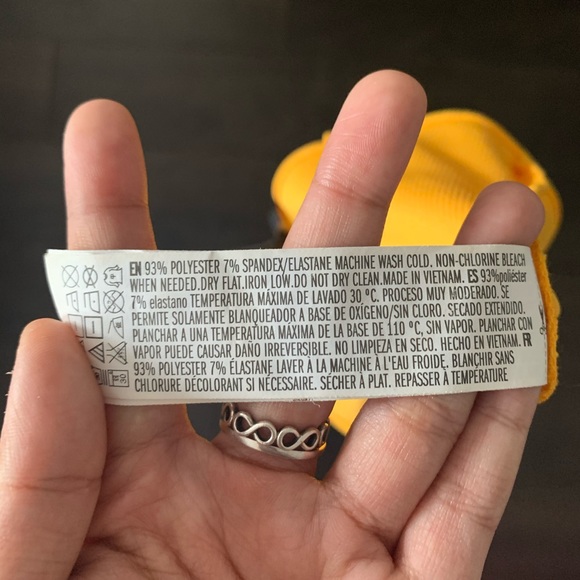 EN 93% POLYESTER 7% SPANDEX/ELASTANE MACHINE WASH COLD. NON-CHLORINE BLEACH
WHEN NEEDED.DRY FLAT.IRON LOW.DO NOT DRY CLEAN.MADE IN VIETNAM. ES 93%poliéster
7% elastano TEMPERATURA MÁXIMA DE LAVADO 30 °C. PROCESO MUY MODERADO. SE
PERMITE SOLAMENTE BLANQUEADOR A BASE DE OXÍGENO/SIN CLORO. SECADO EXTENDIDO.
PLANCHAR A UNA TEMPERATURA MÁXIMA DE LA BASE DE 110 °C, SIN VAPOR. PLANCHAR CON
VAPOR PUEDE CAUSAR DAÑO IRREVERSIBLE. NO LIMPIEZA EN SECO. HECHO EN VIETNAM. FR
93% POLYESTER 7% ÉLASTANE LAVER À LA MACHINE À L'EAU FROIDE. BLANCHIR SANS
CHLORURE DÉCOLORANT SI NÉCESSAIRE. SÉCHER À PLAT. REPASSER À TEMPÉRATURE
30